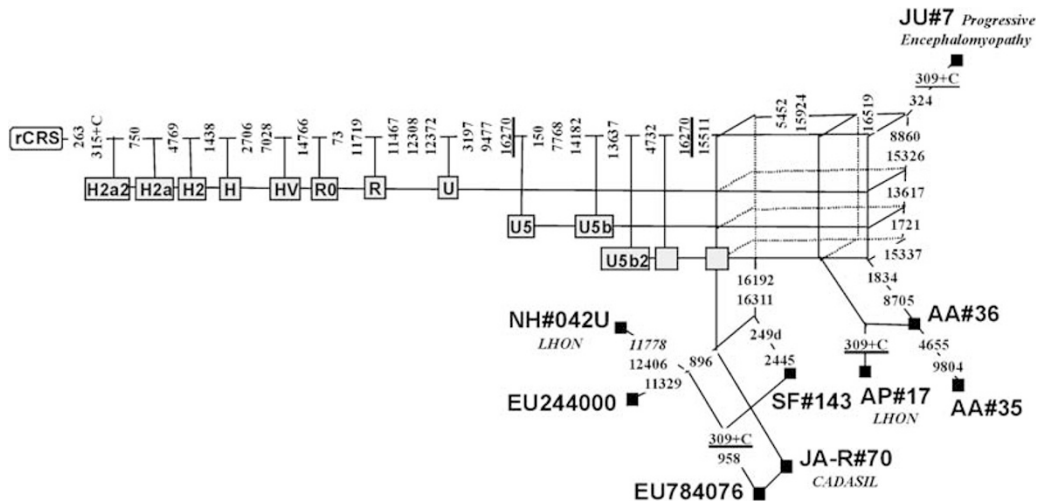 JU#7 Progressive
Encephalomyopathy
309+C
324
rCRS
263
315+C
750
4769
1438
2706
7028
14766
73
11719
11467
12308
12372
3197
9477
16270
150
7768
14182
13637
4732
16270
15511
5452
15924
16519
8860
15326
13617
1721
15337
H2a2
H2a
H2
H
HV
R0
R
U
U5
U5b
U5b2
16192
16311
1834
8705
NH#042U
LHON
11778
12406
11329
EU244000
896
249d
2445
SF#143
309+C
AP#17
LHON
AA#36
4655
9804
AA#35
309+C
958
JA-R#70
CADASIL
EU784076